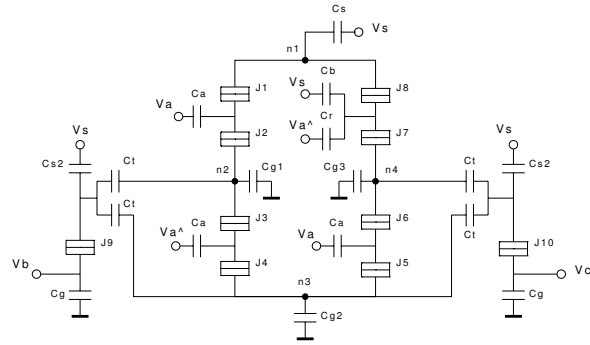 Cs
Vs
n1
Vs
Cb
J1
J8
Ca
Va
Cr
Va^
J2
J7
Vs
Vs
Cs2
Ct
n2
Cg1
Cg3
n4
Ct
Cs2
Ct
Ct
J3
J6
Ca
Va^
Ca
Va
J9
J10
Vb
J4
J5
Vc
Cg
n3
Cg
Cg2